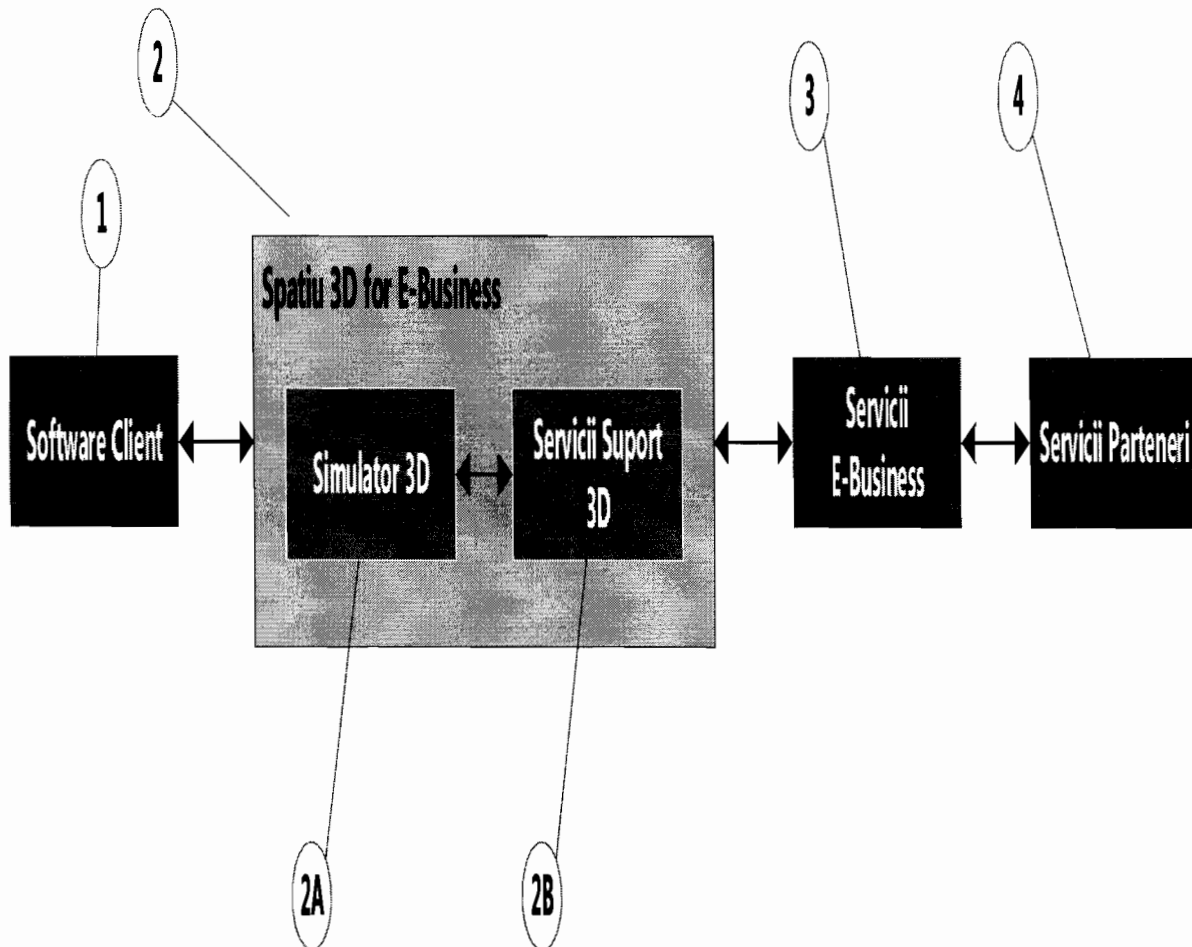 2
3
4
1
Spatiu 3D for E-Business
Software Client
Simulator 3D
Servicii Suport
3D
Servicii
E-Business
Servicii Parteneri
2A
2B